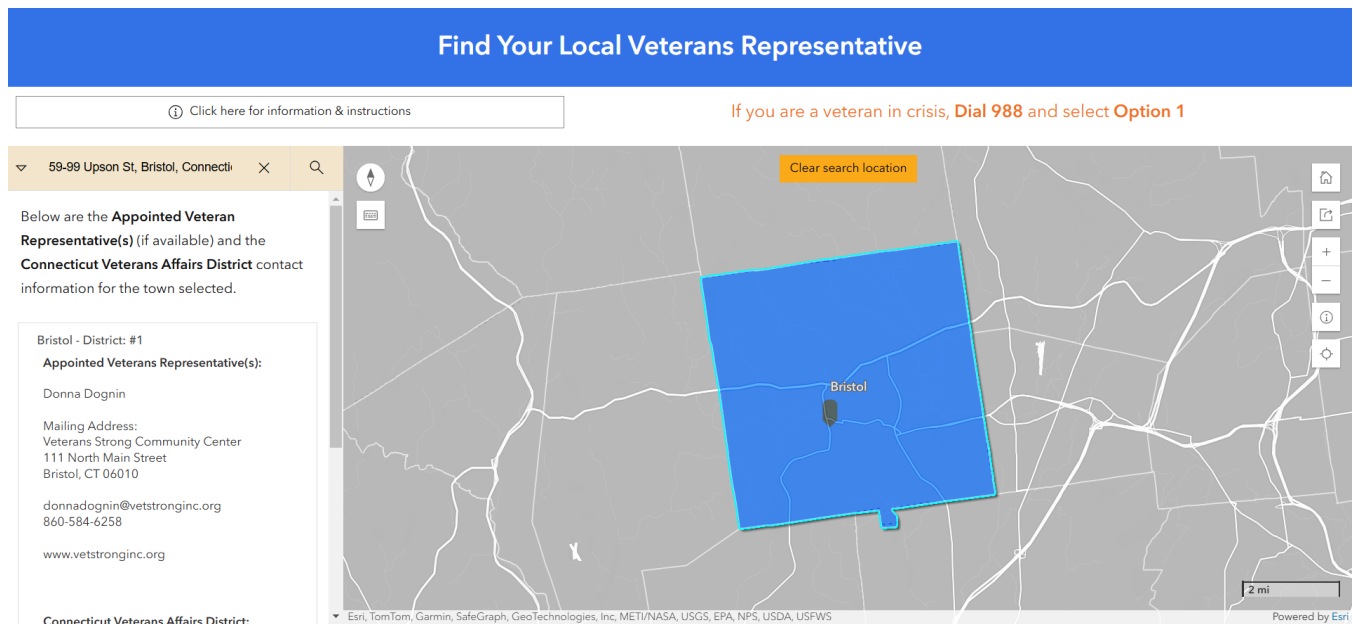 Find Your Local Veterans Representative
Click here for information & instructions
If you are a veteran in crisis, Dial 988 and select Option 1
59-99 Upson St, Bristol, Connecti
Clear search location
Below are the Appointed Veteran
Representative(s) (if available) and the
Connecticut Veterans Affairs District contact
information for the town selected.
Bristol - District: #1
Appointed Veterans Representative(s):
Donna Dognin
Mailing Address:
Veterans Strong Community Center
111 North Main Street
Bristol, CT 06010
donnadognin@vetstronginc.org
860-584-6258
www.vetstronginc.org
Connecticut Veterans Affairs District:
Bristol
2 mi
Esri, TomTom, Garmin, SafeGraph, GeoTechnologies, Inc, METI/NASA, USGS, EPA, NPS, USDA, USFWS
Powered by Esri